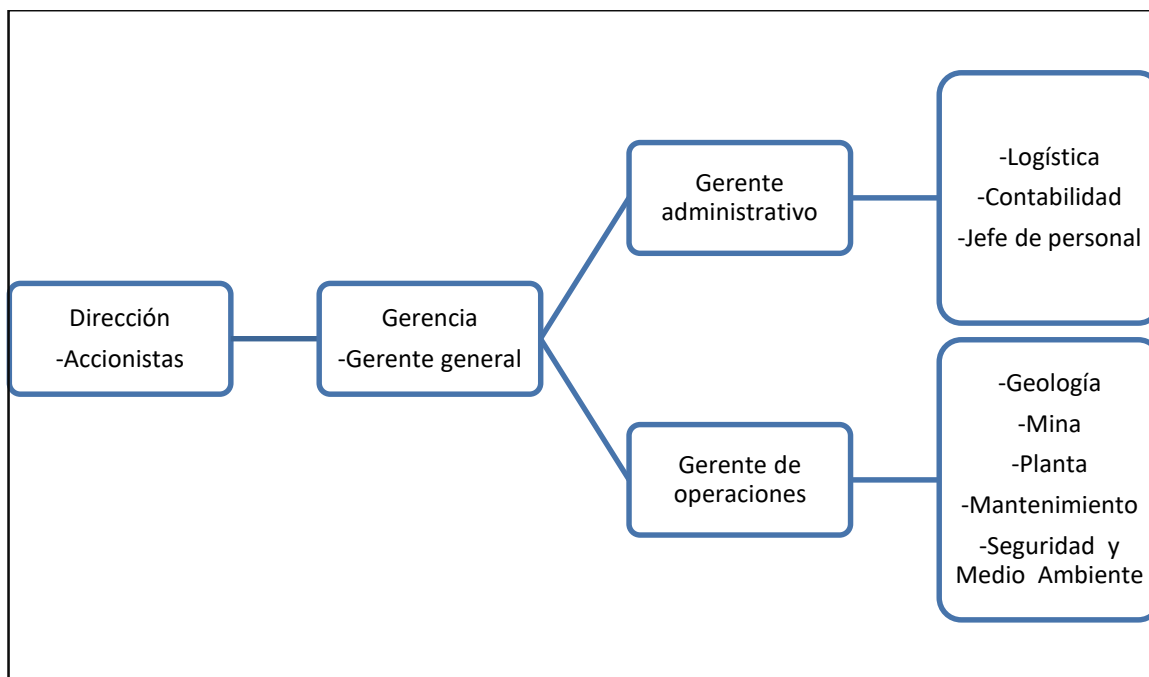 Dirección
-Accionistas
Gerencia
-Gerente general
Gerente
administrativo
-Logística
-Contabilidad
-Jefe de personal
Gerente de
operaciones
-Geología
-Mina
-Planta
-Mantenimiento
-Seguridad y
Medio Ambiente